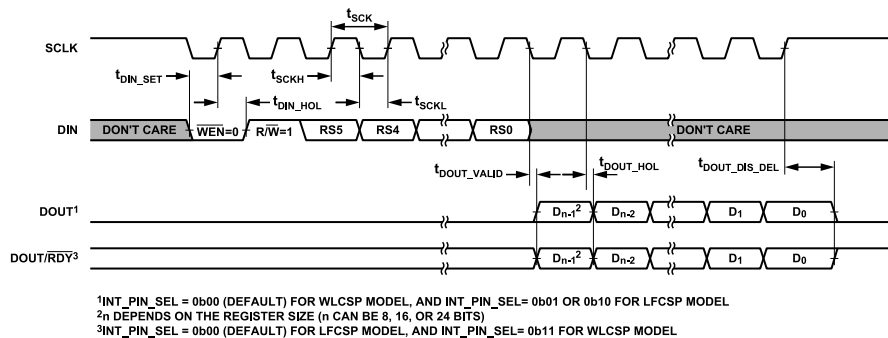 tSCK
SCLK
tDIN_SET
tSCKH
tDIN_HOL
tSCKL
DIN
DON'T CARE
WEN=0
R/W=1
RS5
RS4
RS0
DON'T CARE
tDOUT_VALID
tDOUT_HOL
tDOUT_DIS_DEL
DOUT1
Dn-12
Dn-2
D1
D0
DOUT/RDY3
Dn-12
Dn-2
D1
D0
1INT_PIN_SEL = 0b00 (DEFAULT) FOR WLCSP MODEL, AND INT_PIN_SEL= 0b01 OR 0b10 FOR LFCSP MODEL
2n DEPENDS ON THE REGISTER SIZE (n CAN BE 8, 16, OR 24 BITS)
3INT_PIN_SEL = 0b00 (DEFAULT) FOR LFCSP MODEL, AND INT_PIN_SEL= 0b11 FOR WLCSP MODEL